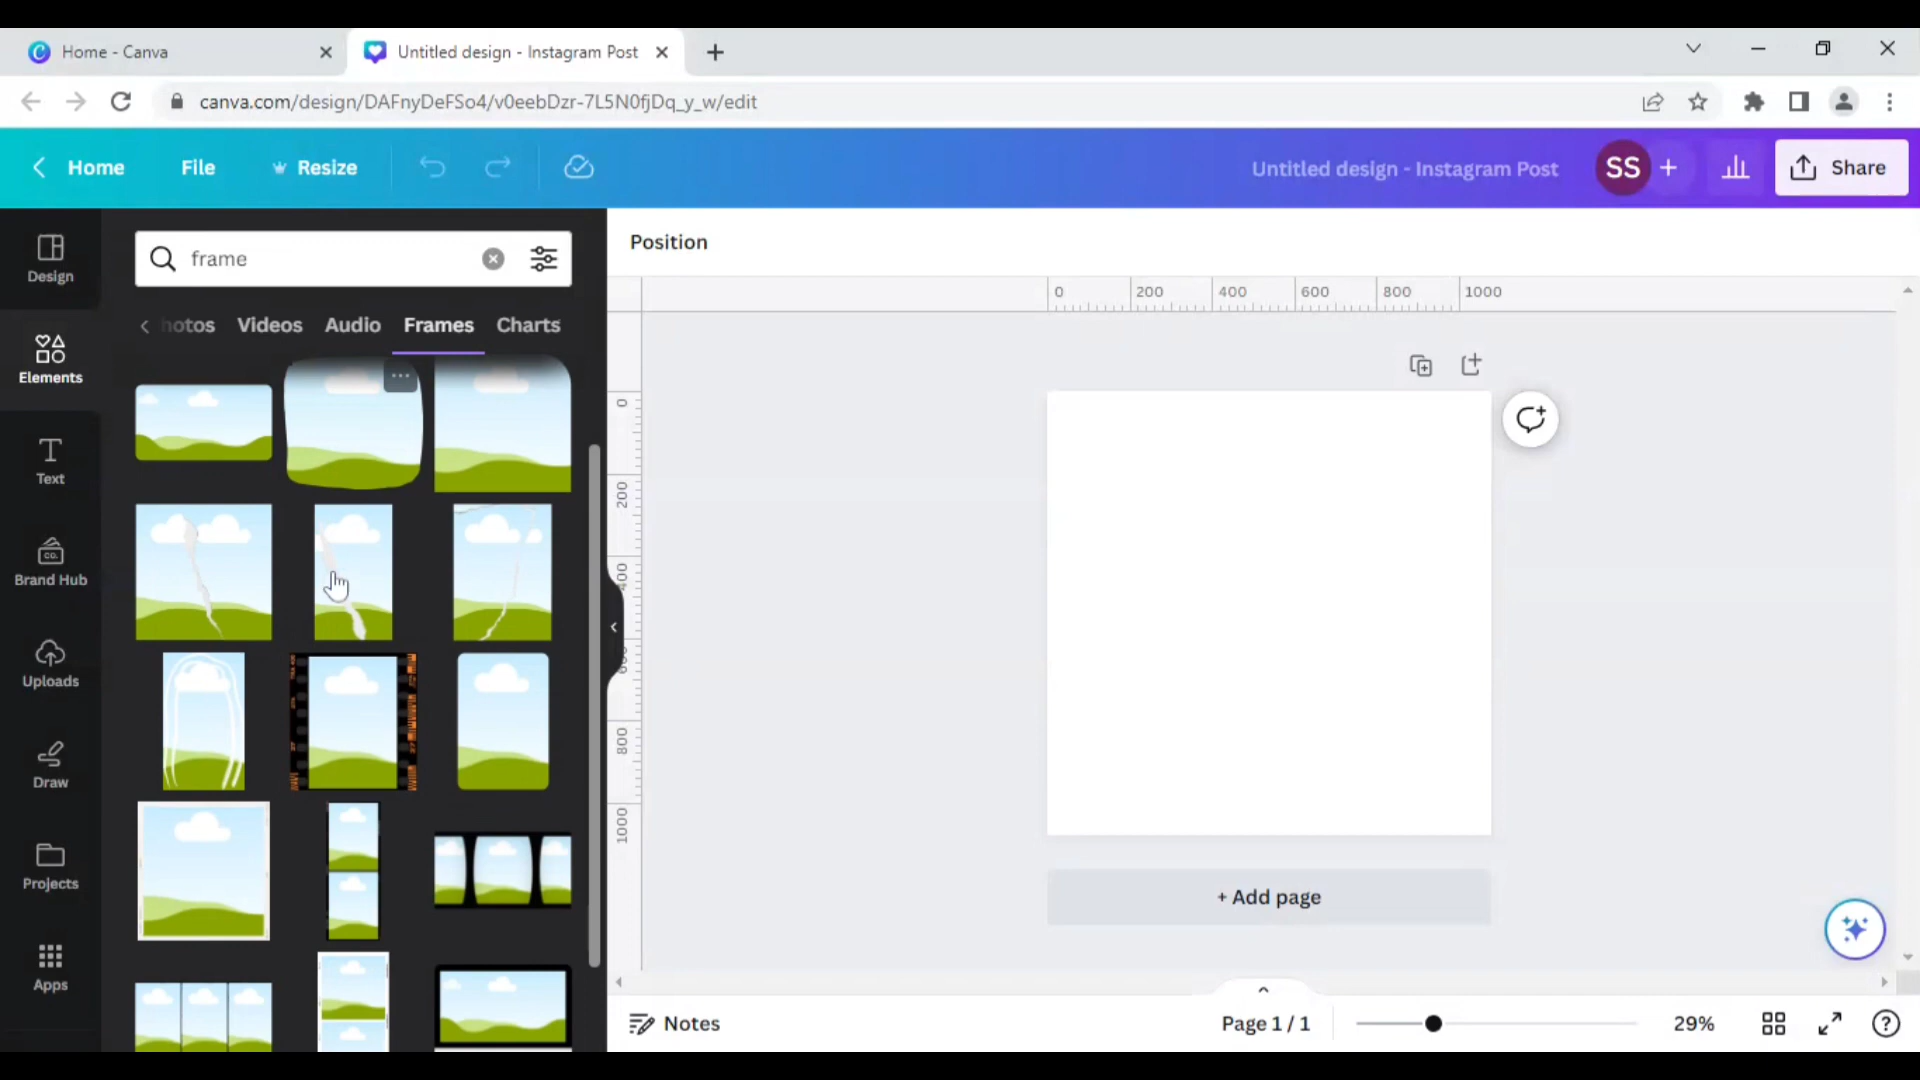 Home - Canva
Untitled design - Instagram Post
canva.com/design/DAFnyDeFSo4/v0eebDzr-7L5N0fjDq_y_w/edit
Home
File
Resize
Untitled design - Instagram Post
SS
Share
Design
Elements
Text
CO.
Brand Hub
Uploads
Draw
Projects
Apps
frame
hotos
Videos
Audio
Frames
Charts
Position
0 200 400 600 800 1000
0
200
400
800
1000
+ Add page
Notes
Page 1 / 1
29%